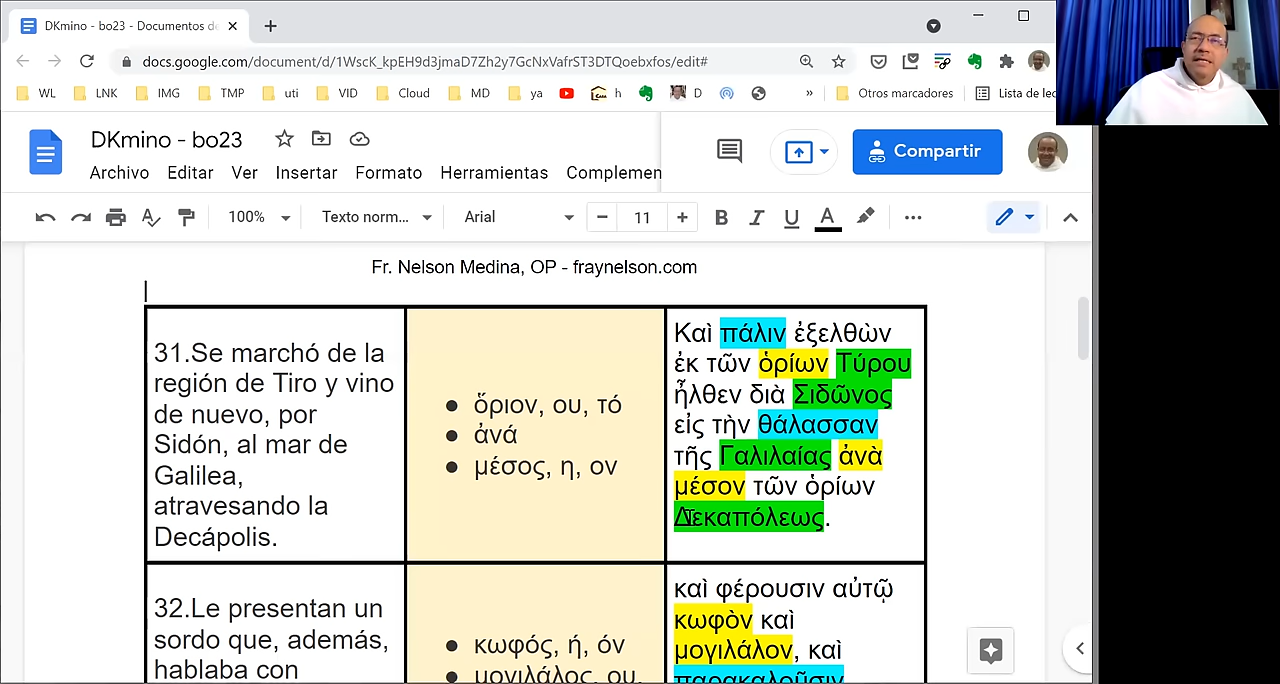 DKmino - bo23 - Documentos de
docs.google.com/document/d/1WscK_kpEH9d3jmaD7Zh2y7GcNxVafrST3DTQoebxfos/edit#
WL LNK IMG TMP uti VID Cloud MD ya h D » Otros marcadores Lista de lec
DKmino - bo23
Compartir
Archivo Editar Ver Insertar Formato Herramientas Complemen
100% Texto norm... Arial 11 B I U A
Fr. Nelson Medina, OP - fraynelson.com
31.Se marchó de la
región de Tiro y vino
de nuevo, por
Sidón, al mar de
Galilea,
atravesando la
Decápolis.
ὅριον, ου, τό
ἀνά
μέσος, η, ον
Καὶ πάλιν ἐξελθὼν
ἐκ τῶν ὁρίων Τύρου
ἦλθεν διὰ Σιδῶνος
εἰς τὴν θάλασσαν
τῆς Γαλιλαίας ἀνὰ
μέσον τῶν ὁρίων
Δεκαπόλεως.
32.Le presentan un
sordo que, además,
hablaba con
κωφός, ή, όν
μογιλάλος, ου,
καὶ φέρουσιν αὐτῷ
κωφὸν καὶ
μογιλάλον, καὶ
παρακαλοῦσιν